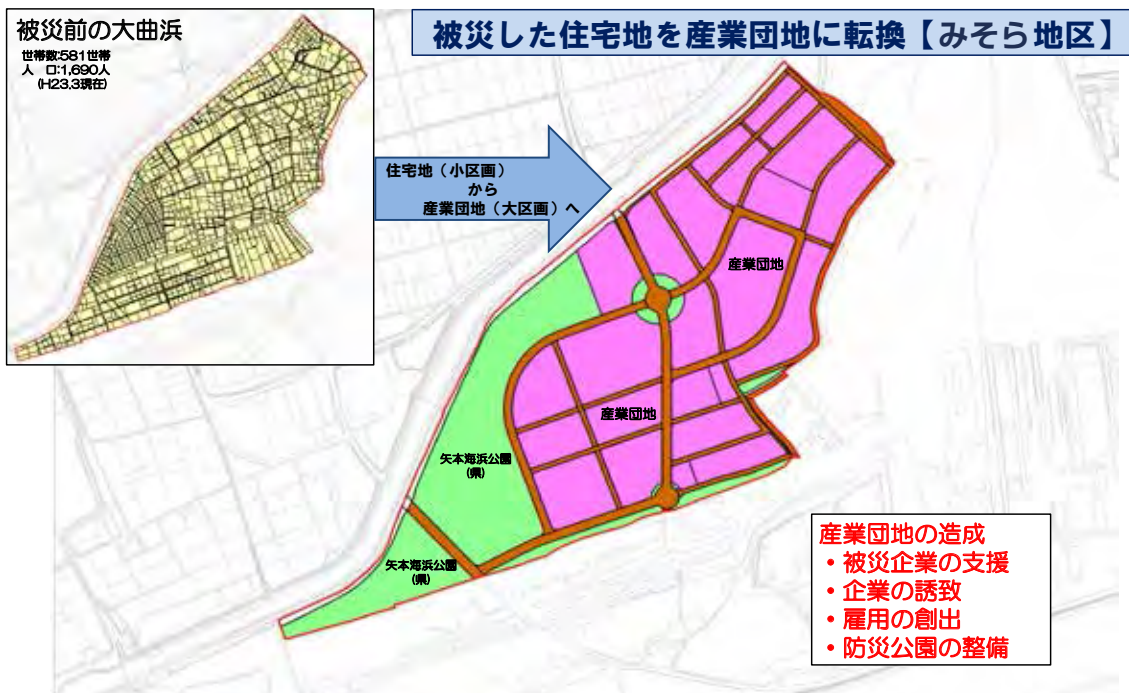 被災した住宅地を産業団地に転換【みそら地区】
被災前の大曲浜
世帯数:581世帯
人　口:1,690人
(H23.3現在)
住宅地（小区画）
から
産業団地（大区画）へ
産業団地
産業団地
矢本海浜公園
(県)
矢本海浜公園
(県)
産業団地の造成
・被災企業の支援
・企業の誘致
・雇用の創出
・防災公園の整備